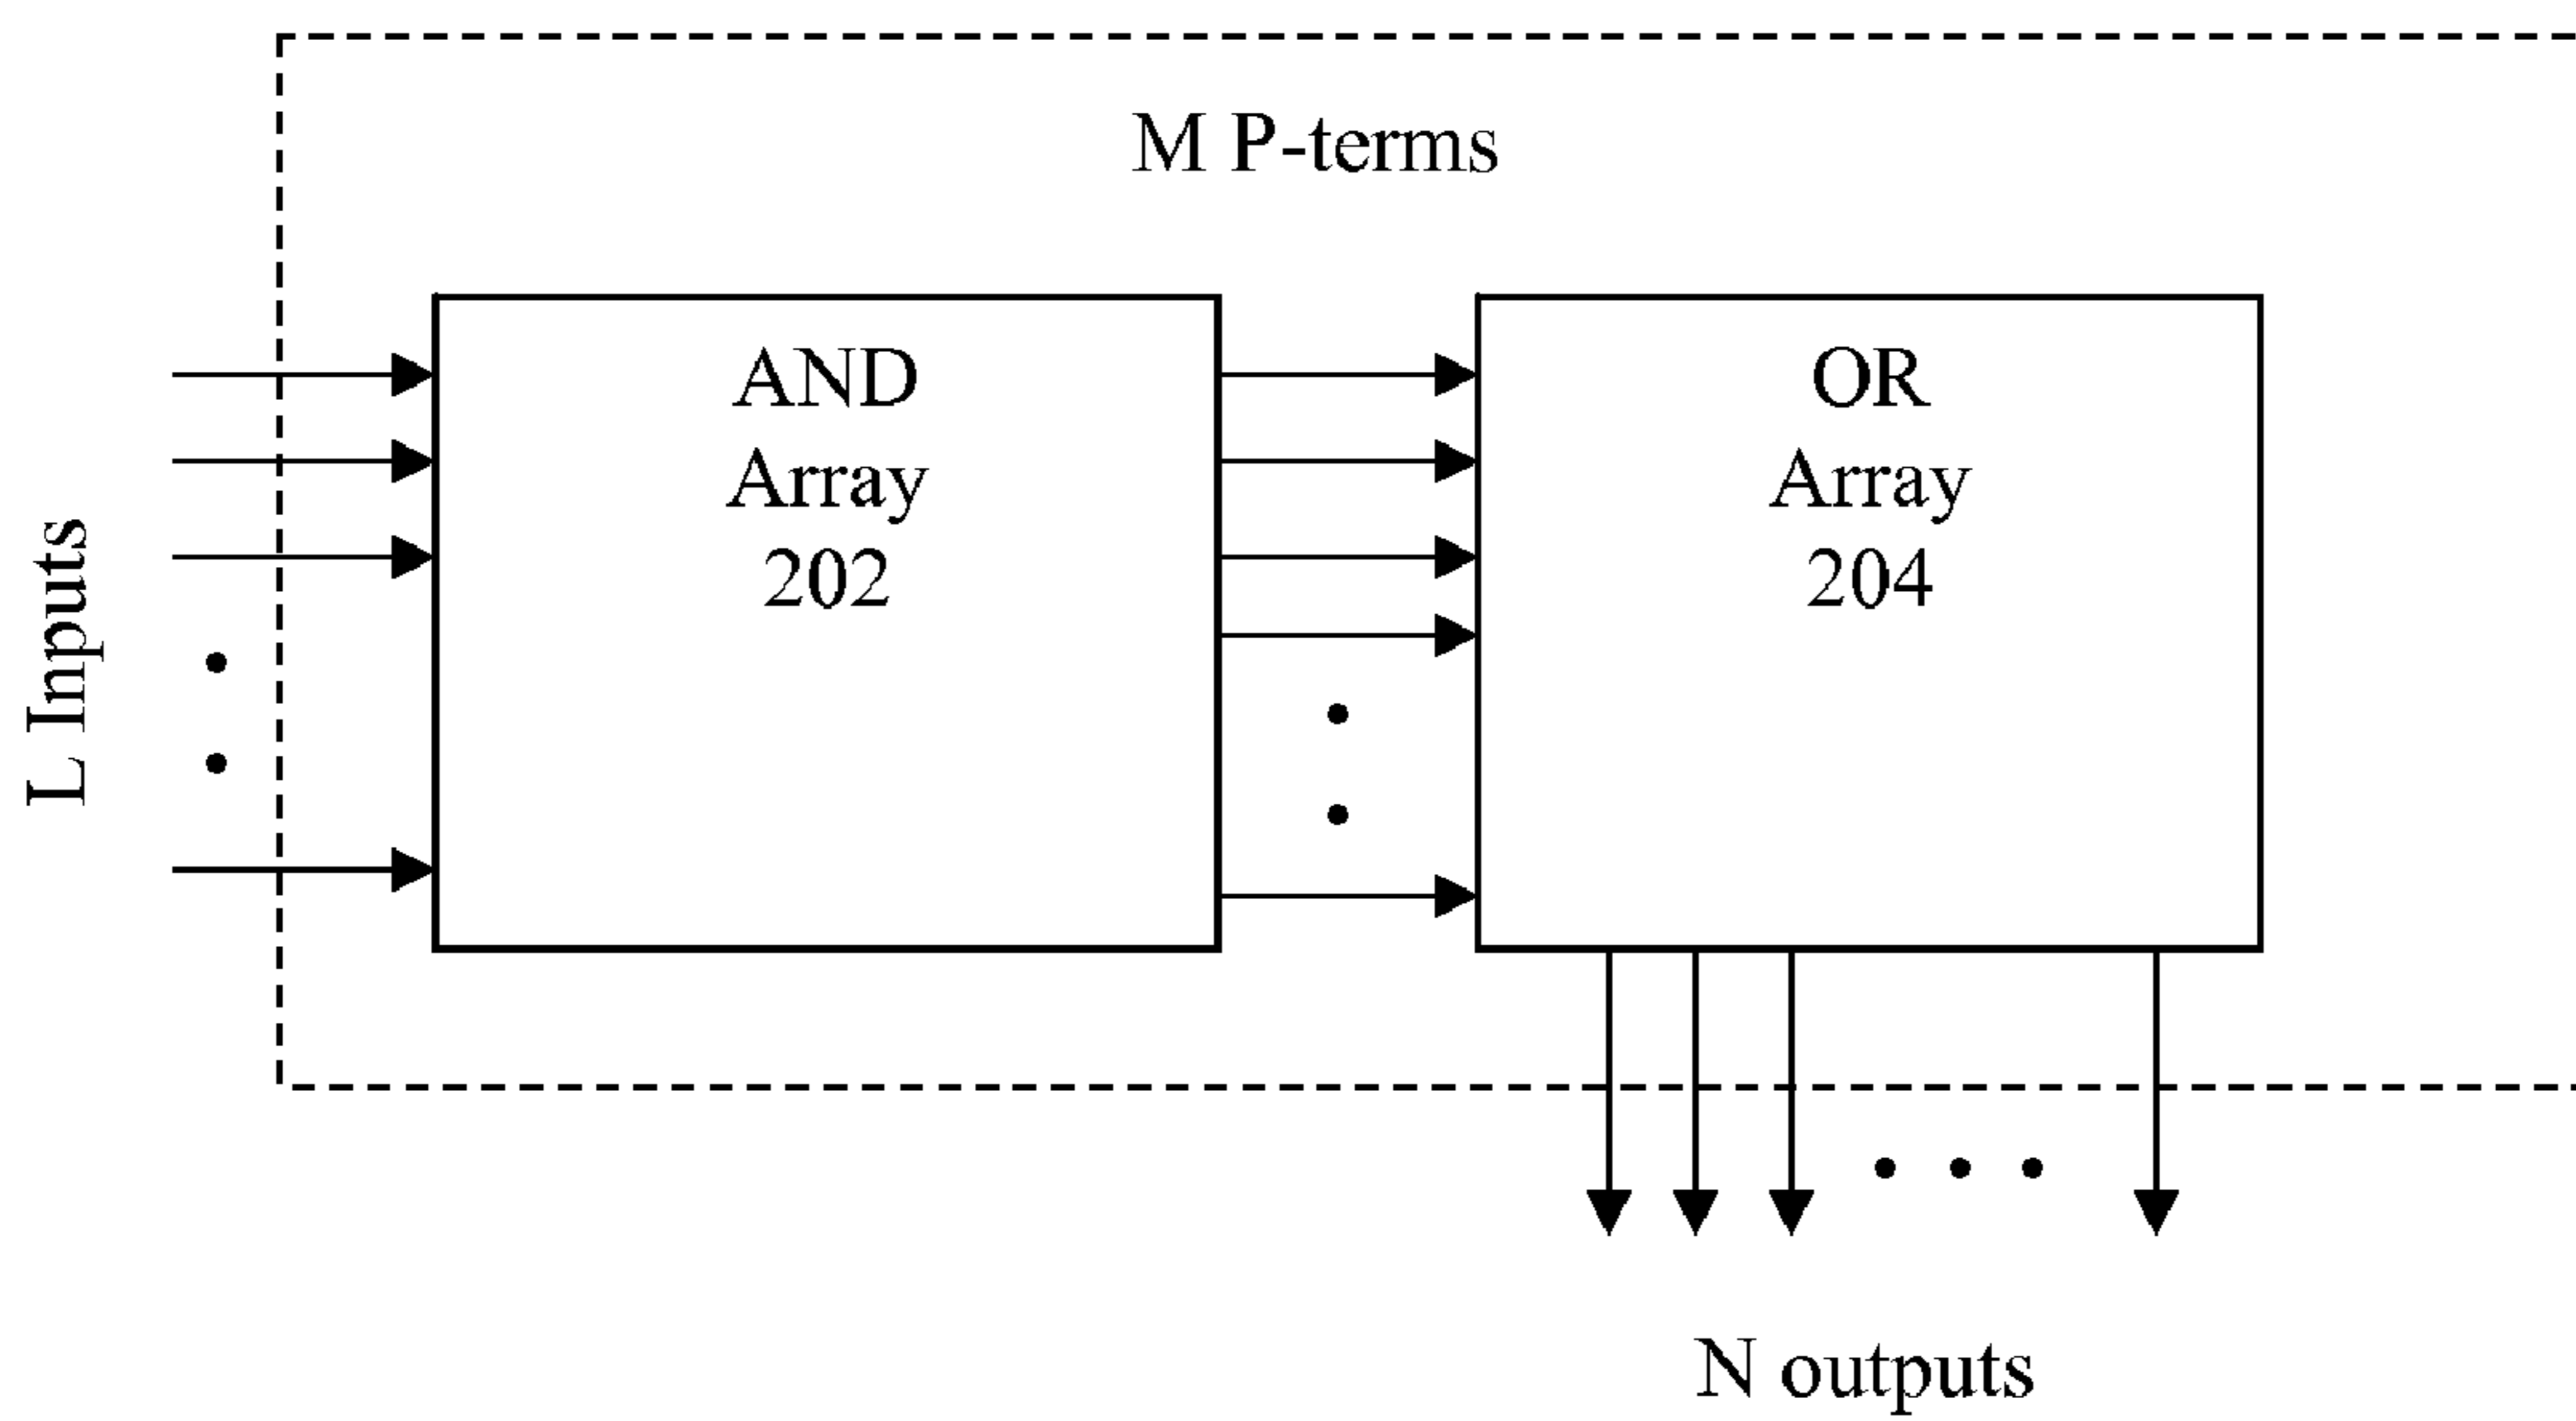 M P-terms
L Inputs
AND
Array
202
OR
Array
204
N outputs